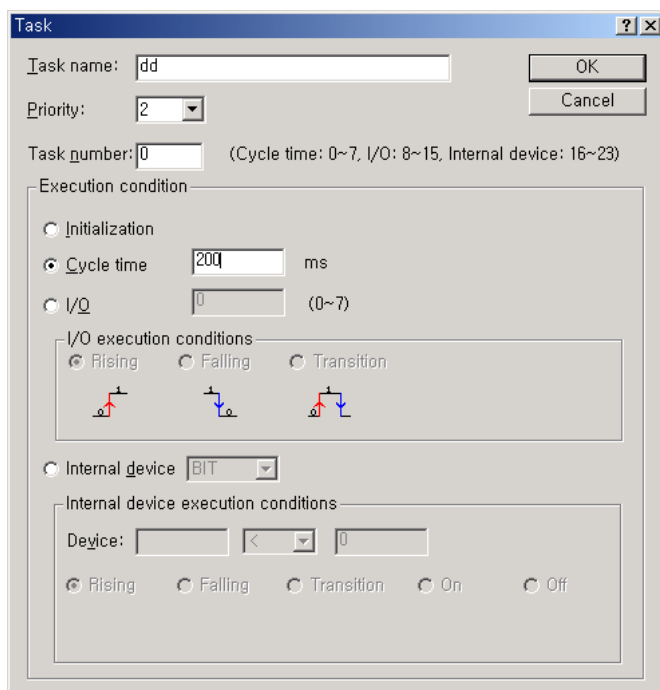 Task
Task name: dd OK
Priority: 2 Cancel
Task number: 0 (Cycle time: 0~7, I/O: 8~15, Internal device: 16~23)
Execution condition
Initialization
Cycle time 200 ms
I/O 0 (0~7)
I/O execution conditions
Rising Falling Transition
0 1 1 0 0 1
Internal device BIT
Internal device execution conditions
Device: < 0
Rising Falling Transition On Off